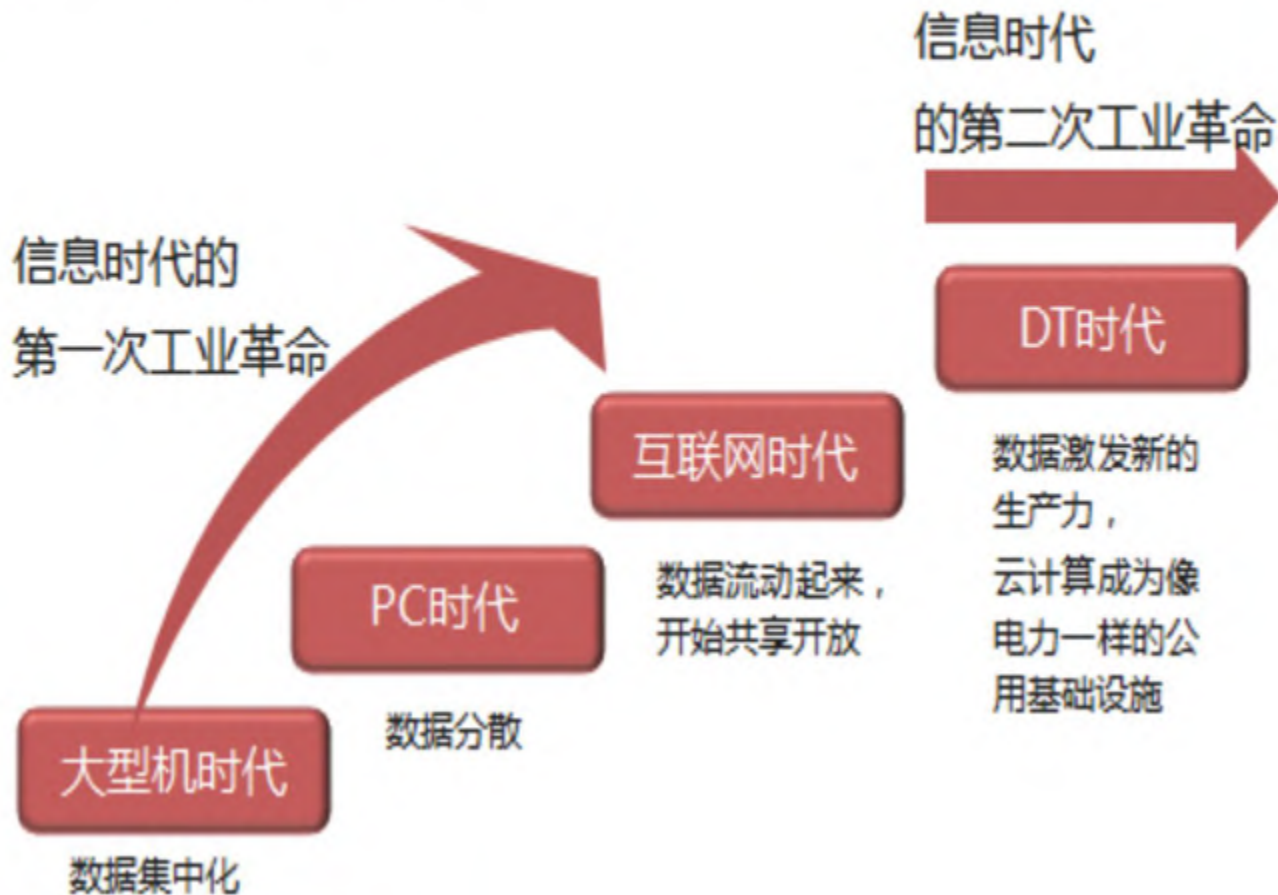 信息时代
的第二次工业革命
信息时代的
第一次工业革命
DT时代
数据激发新的
生产力，
云计算成为像
电力一样的公
用基础设施
互联网时代
数据流动起来，
开始共享开放
PC时代
数据分散
大型机时代
数据集中化